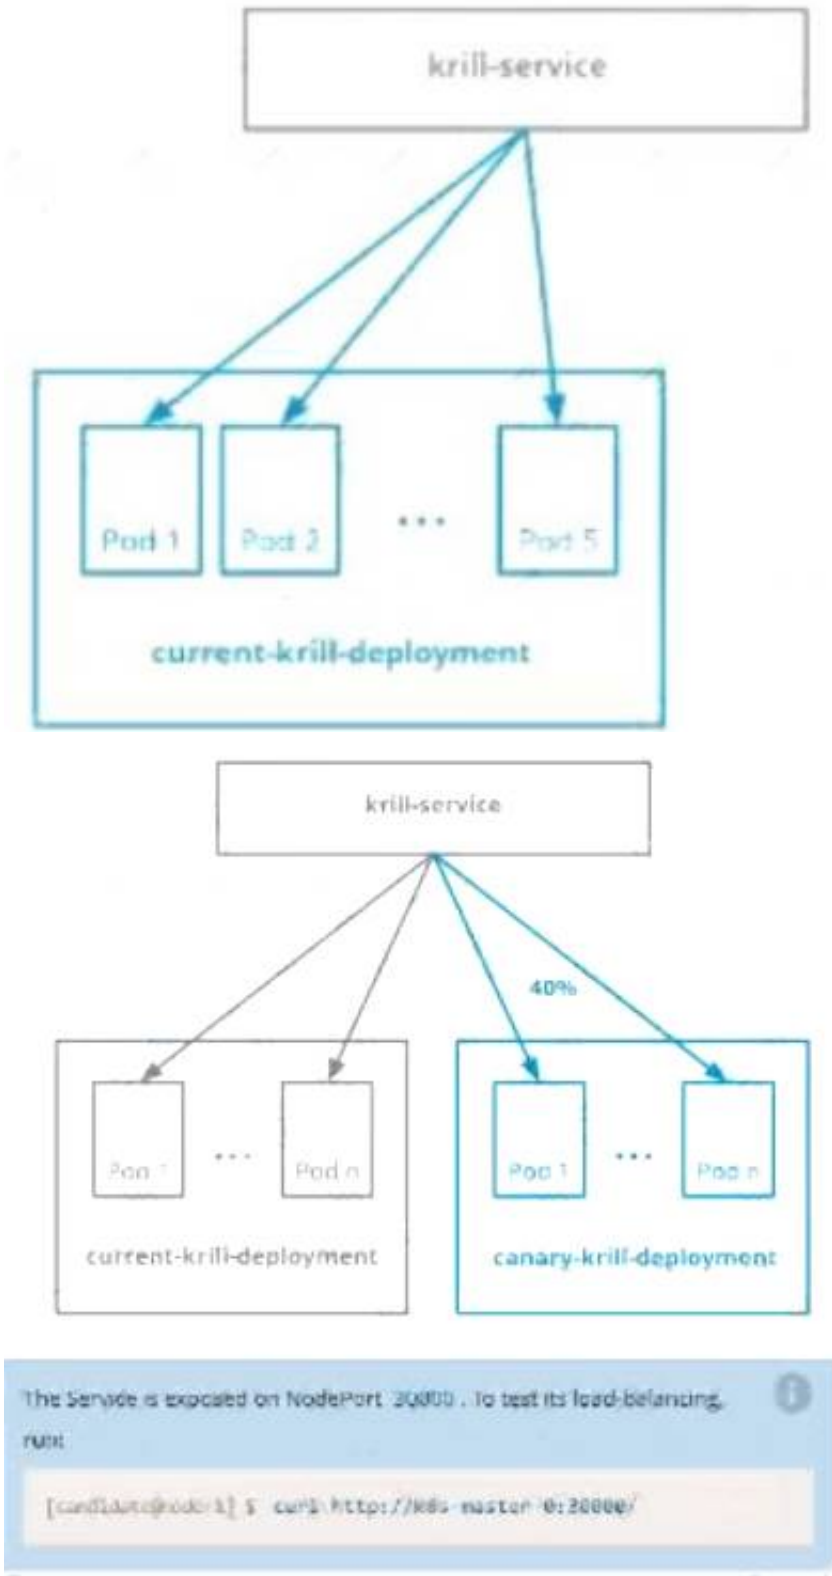 krill-service
Pod 1
Pod 2
...
Pod 5
current-krill-deployment
krill-service
40%
Pod 1
...
Pod n
Pod 1
...
Pod n
current-krill-deployment
canary-krill-deployment
The Service is exposed on NodePort 30000 . To test its load-balancing,
run:
[candidate@node-1] $ curl http://k8s-master-0:30000/